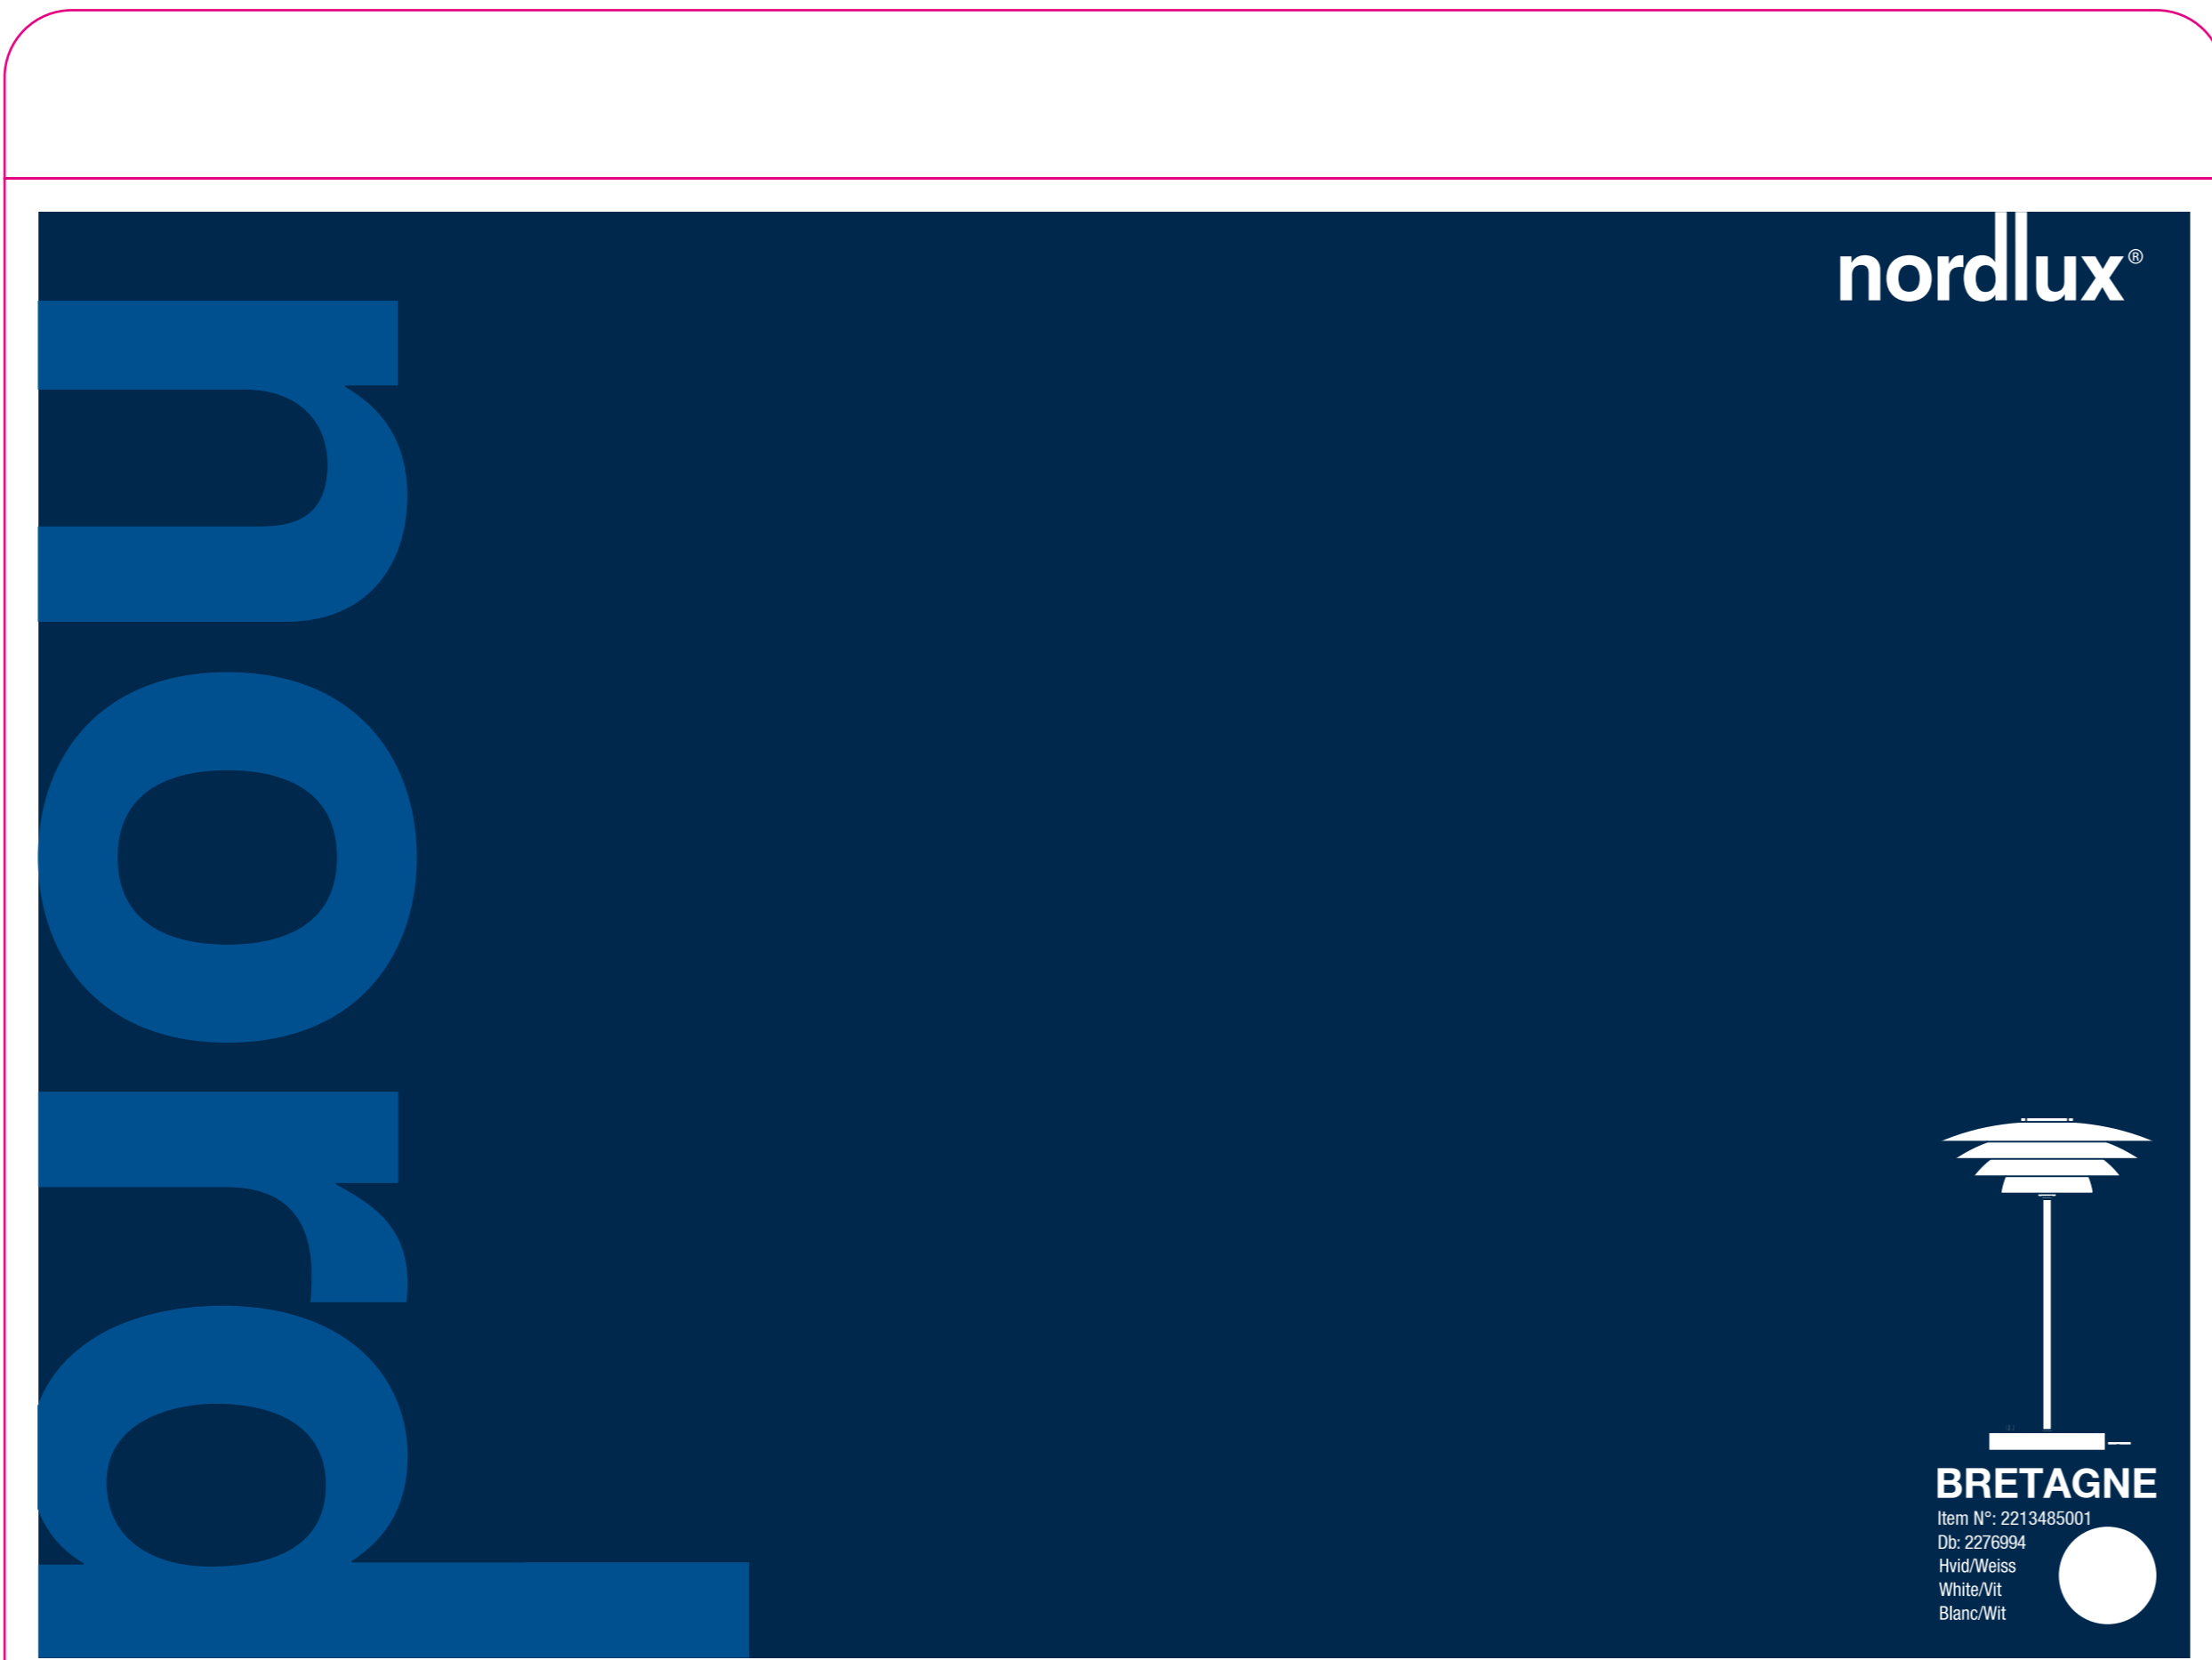 nordlux®
nord
BRETAGNE
Item N°: 2213485001
Db: 2276994
Hvid/Weiss
White/Vit
Blanc/Wit